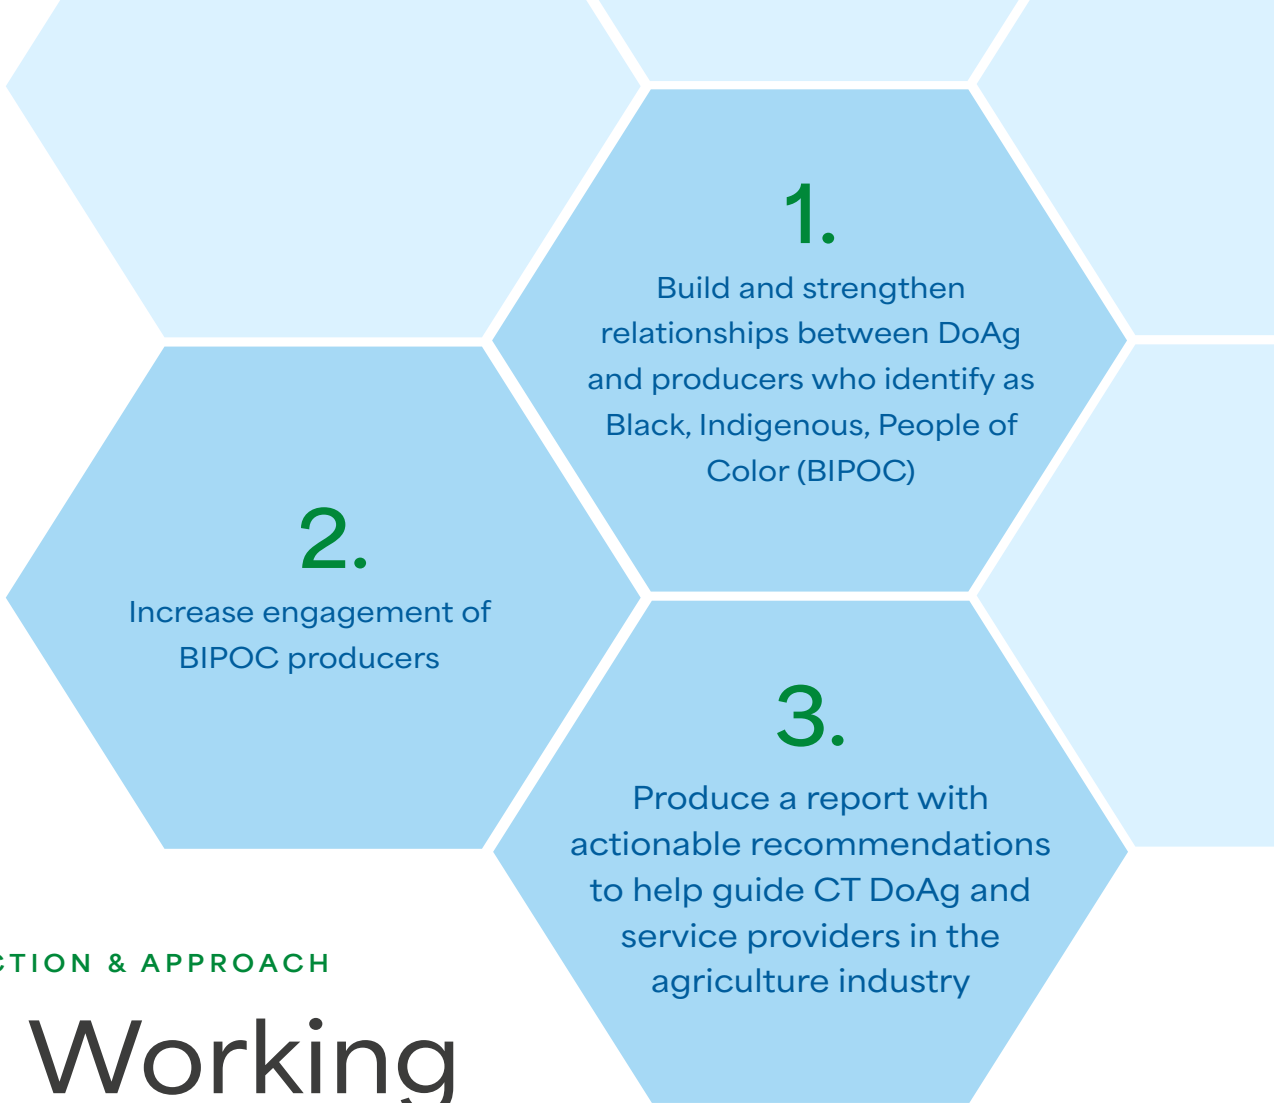 1.
Build and strengthen
relationships between DoAg
and producers who identify as
Black, Indigenous, People of
Color (BIPOC)
2.
Increase engagement of
BIPOC producers
3.
Produce a report with
actionable recommendations
to help guide CT DoAg and
service providers in the
agriculture industry
CTION & APPROACH
Working